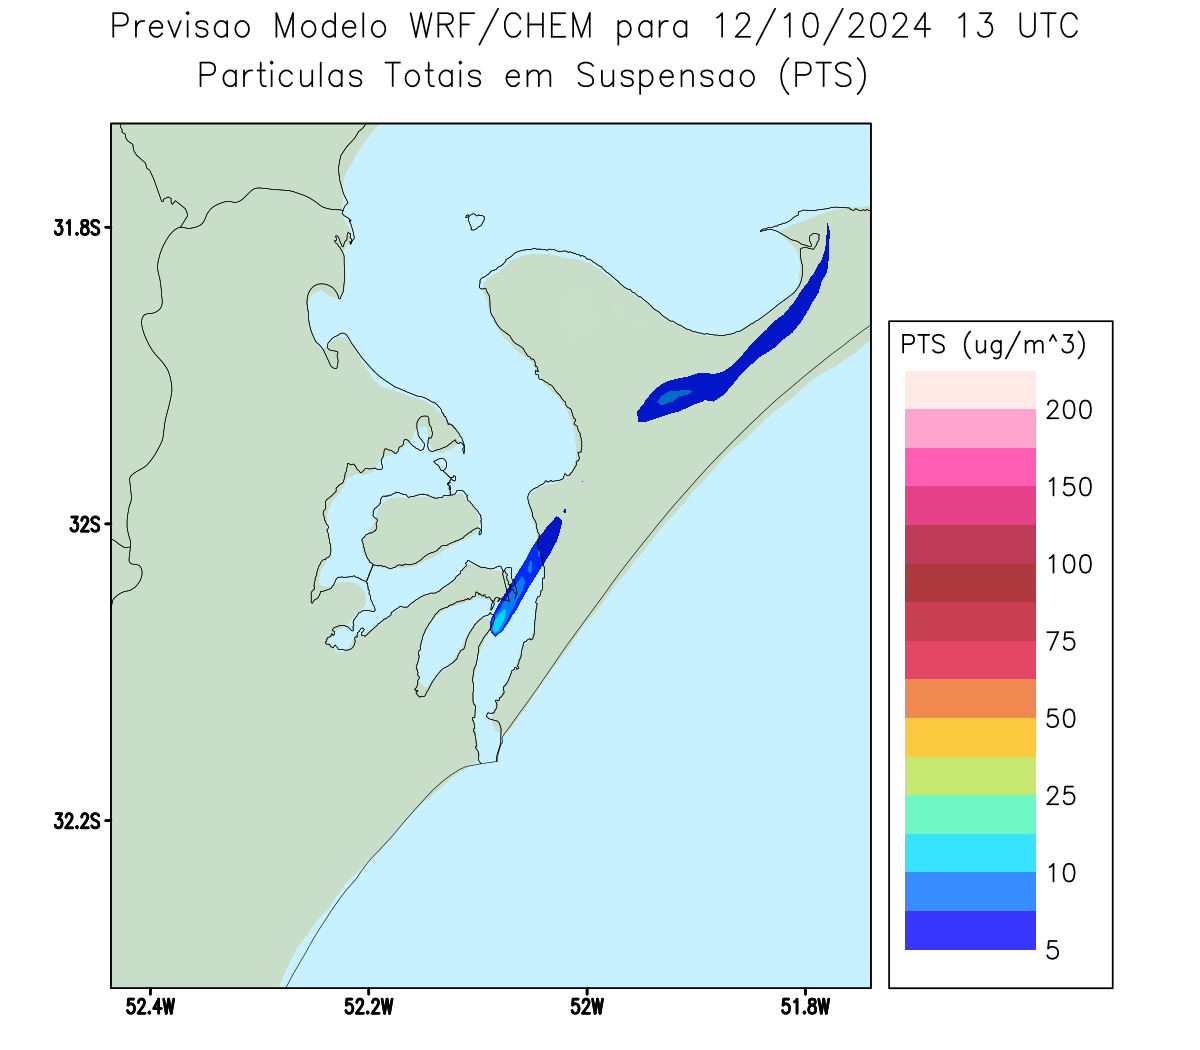 Previsao Modelo WRF/CHEM para 12/10/2024 13 UTC
Particulas Totais em Suspensao (PTS)
31.8S
32S
32.2S
52.4W 52.2W 52W 51.8W
PTS (ug/m^3)
200
150
100
75
50
25
10
5